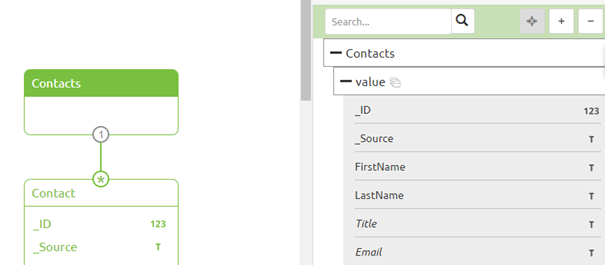 Contacts
1
*
Contact
_ID 123
_Source T
Search...
+ −
Contacts
value
_ID 123
_Source T
FirstName T
LastName T
Title T
Email T